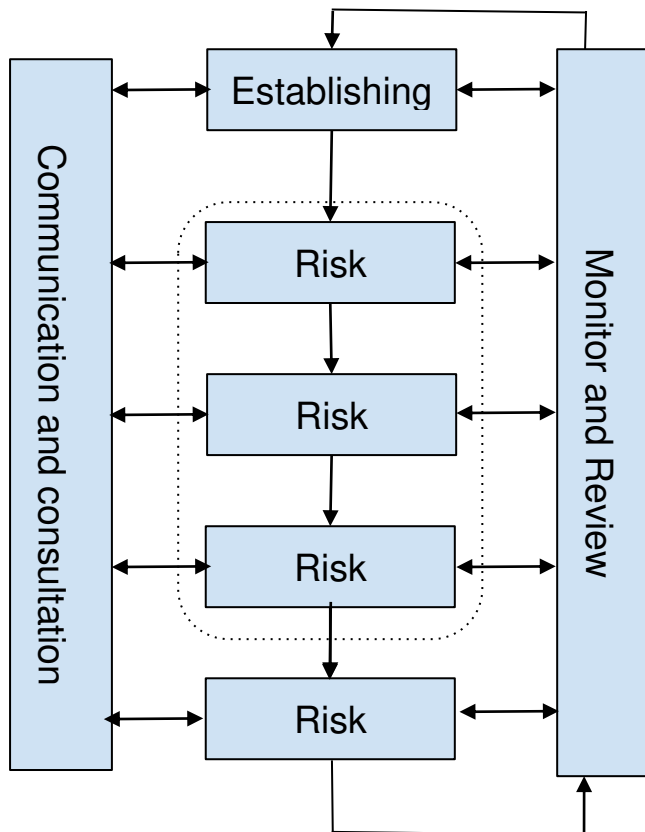 Establishing
Communication and consultation
Risk
Monitor and Review
Risk
Risk
Risk